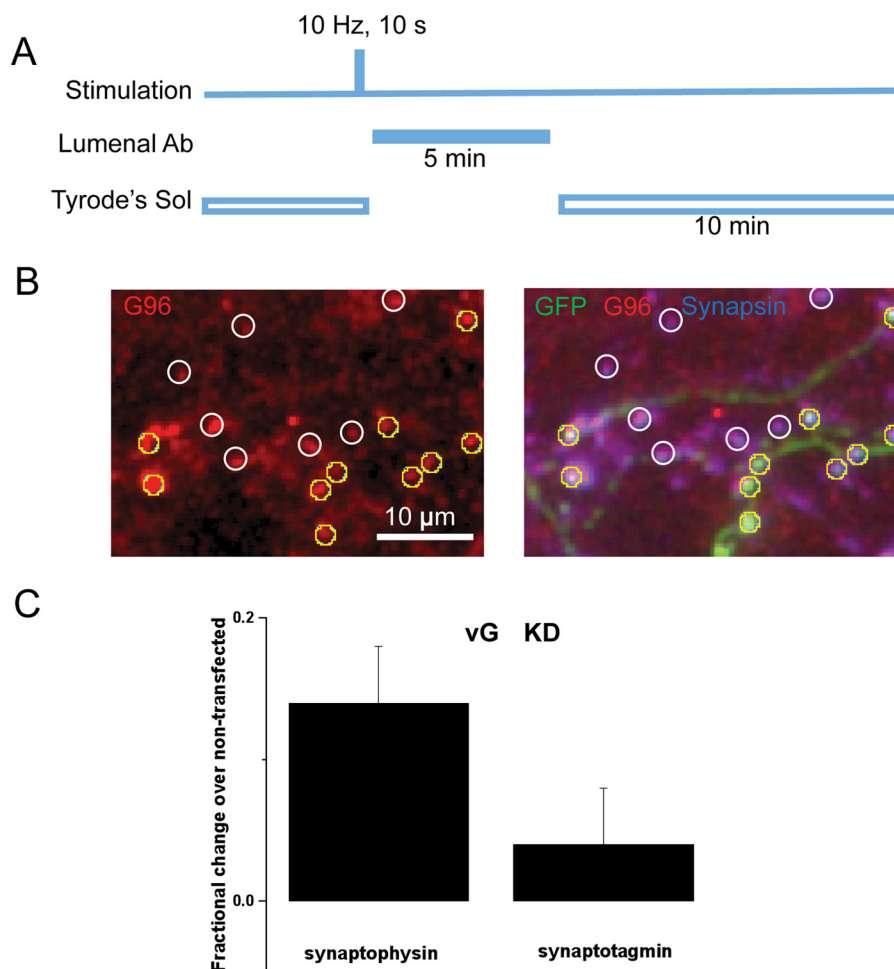 A
10 Hz, 10 s
Stimulation
Lumenal Ab
5 min
Tyrode's Sol
10 min
B
G96
10 µm
GFP G96 Synapsin
C
Fractional change over non-transfected
0.2
0.0
vG KD
synaptophysin
synaptotagmin